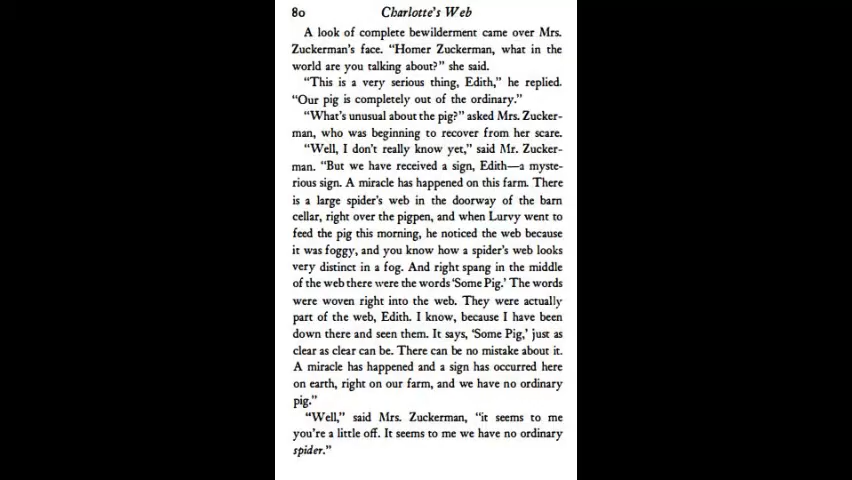 80 Charlotte's Web
A look of complete bewilderment came over Mrs.
Zuckerman's face. “Homer Zuckerman, what in the
world are you talking about?” she said.
“This is a very serious thing, Edith,” he replied.
“Our pig is completely out of the ordinary.”
“What's unusual about the pig?” asked Mrs. Zucker-
man, who was beginning to recover from her scare.
“Well, I don't really know yet,” said Mr. Zucker-
man. “But we have received a sign, Edith—a myste-
rious sign. A miracle has happened on this farm. There
is a large spider's web in the doorway of the barn
cellar, right over the pigpen, and when Lurvy went to
feed the pig this morning, he noticed the web because
it was foggy, and you know how a spider's web looks
very distinct in a fog. And right spang in the middle
of the web there were the words ‘Some Pig.’ The words
were woven right into the web. They were actually
part of the web, Edith. I know, because I have been
down there and seen them. It says, ‘Some Pig,’ just as
clear as clear can be. There can be no mistake about it.
A miracle has happened and a sign has occurred here
on earth, right on our farm, and we have no ordinary
pig.”
“Well,” said Mrs. Zuckerman, “it seems to me
you're a little off. It seems to me we have no ordinary
spider.”